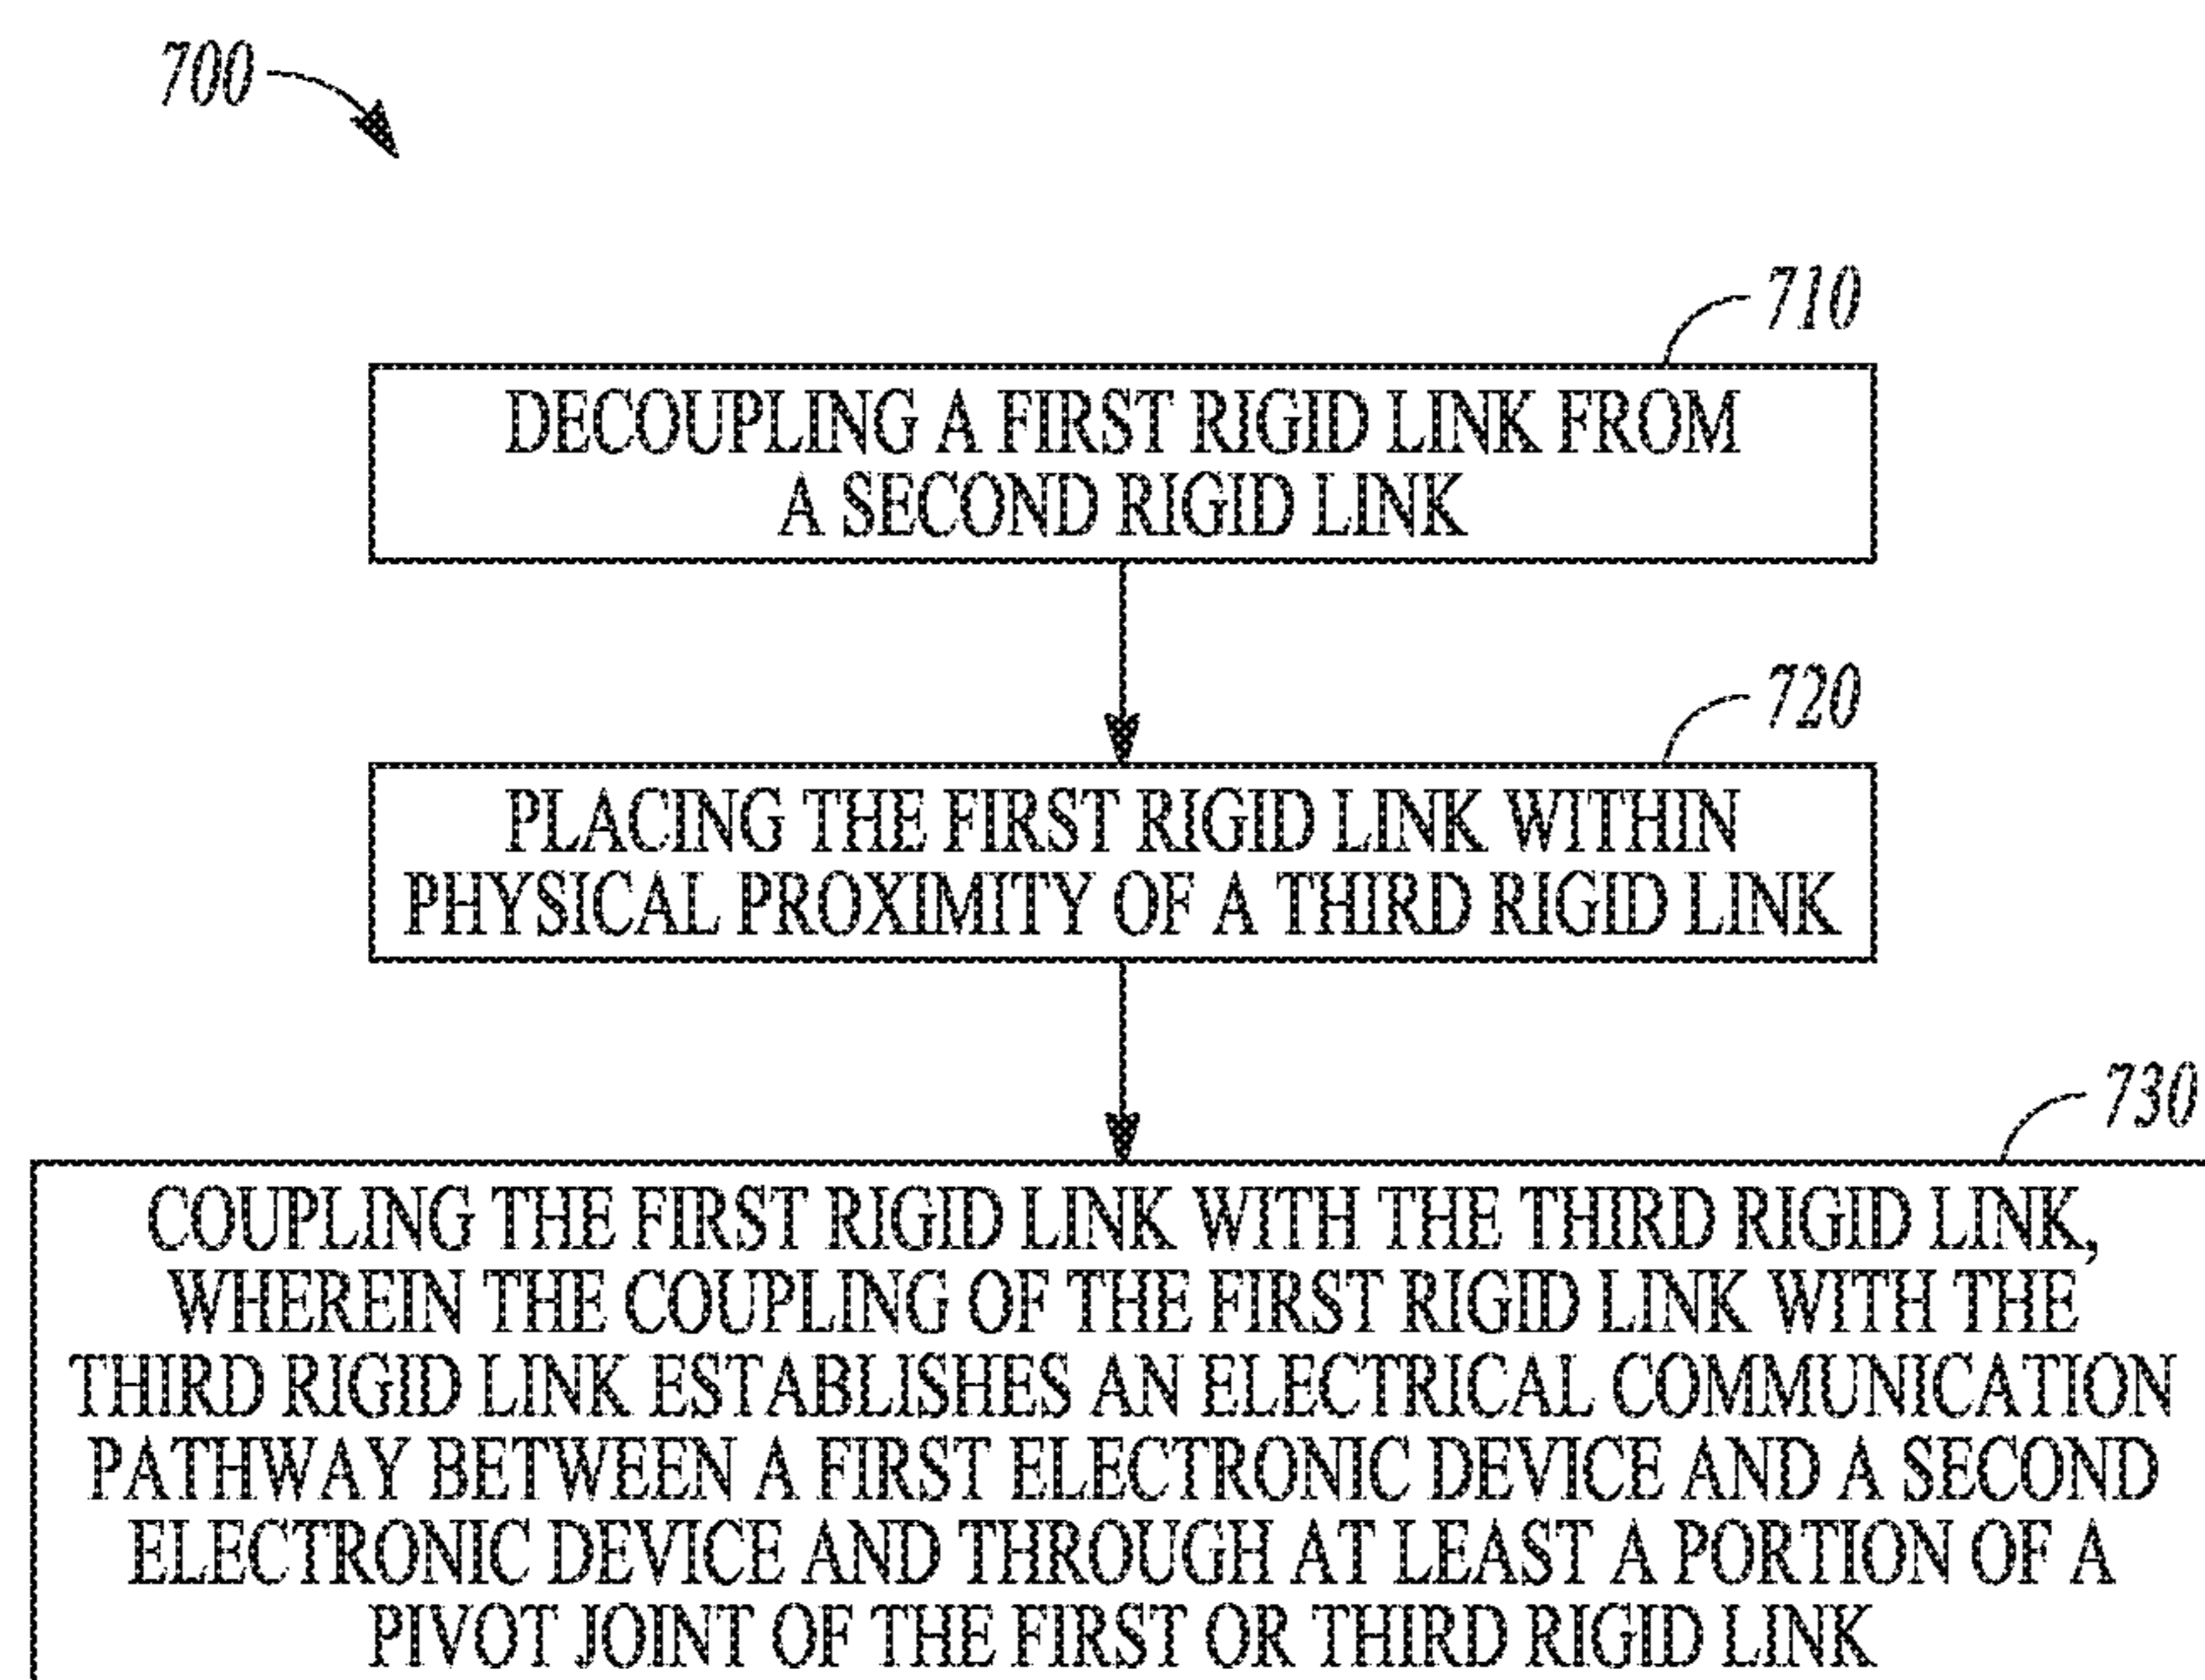 700
710
DECOUPLING A FIRST RIGID LINK FROM
A SECOND RIGID LINK
720
PLACING THE FIRST RIGID LINK WITHIN
PHYSICAL PROXIMITY OF A THIRD RIGID LINK
730
COUPLING THE FIRST RIGID LINK WITH THE THIRD RIGID LINK,
WHEREIN THE COUPLING OF THE FIRST RIGID LINK WITH THE
THIRD RIGID LINK ESTABLISHES AN ELECTRICAL COMMUNICATION
PATHWAY BETWEEN A FIRST ELECTRONIC DEVICE AND A SECOND
ELECTRONIC DEVICE AND THROUGH AT LEAST A PORTION OF A
PIVOT JOINT OF THE FIRST OR THIRD RIGID LINK